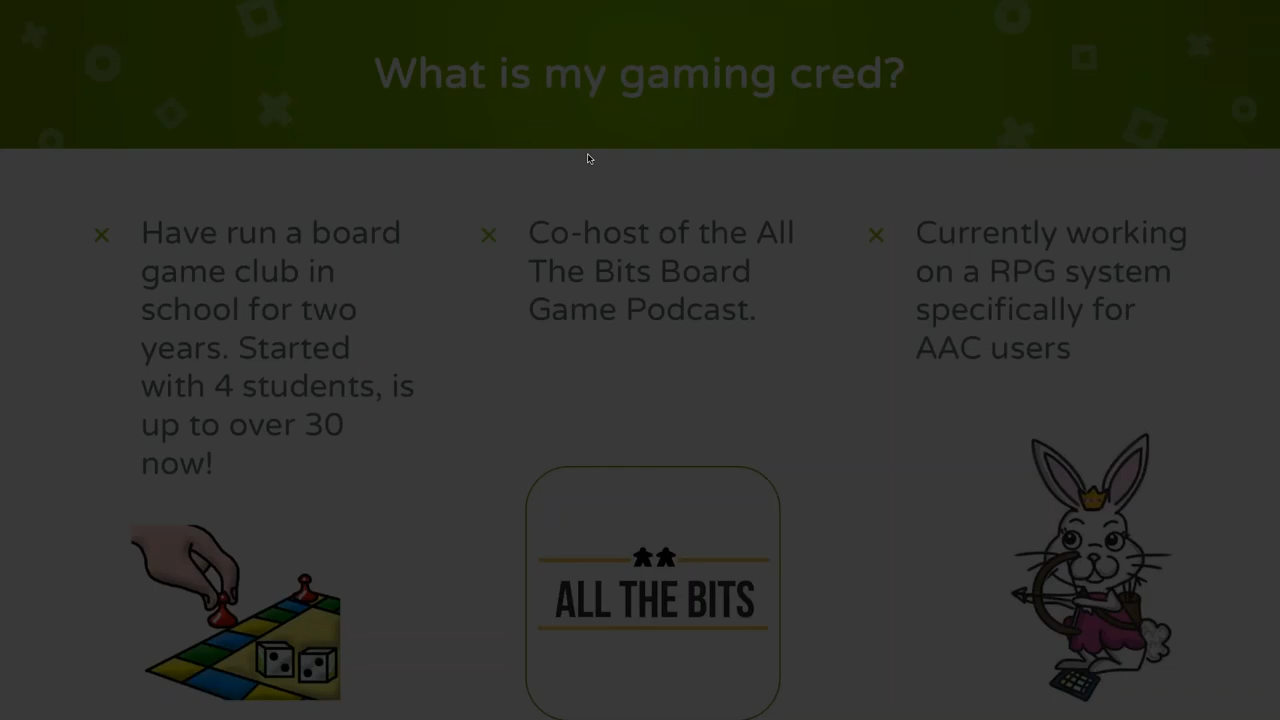 What is my gaming cred?
Have run a board
game club in
school for two
years. Started
with 4 students, is
up to over 30
now!
Co-host of the All
The Bits Board
Game Podcast.
ALL THE BITS
Currently working
on a RPG system
specifically for
AAC users